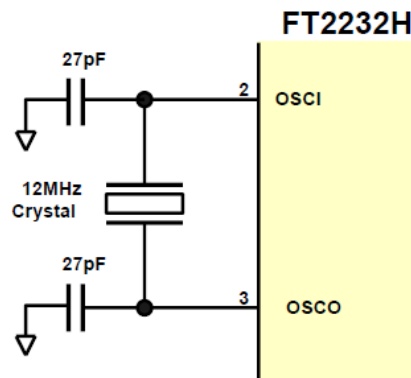 FT2232H
27pF
2
OSCI
12MHz
Crystal
27pF
3
OSCO